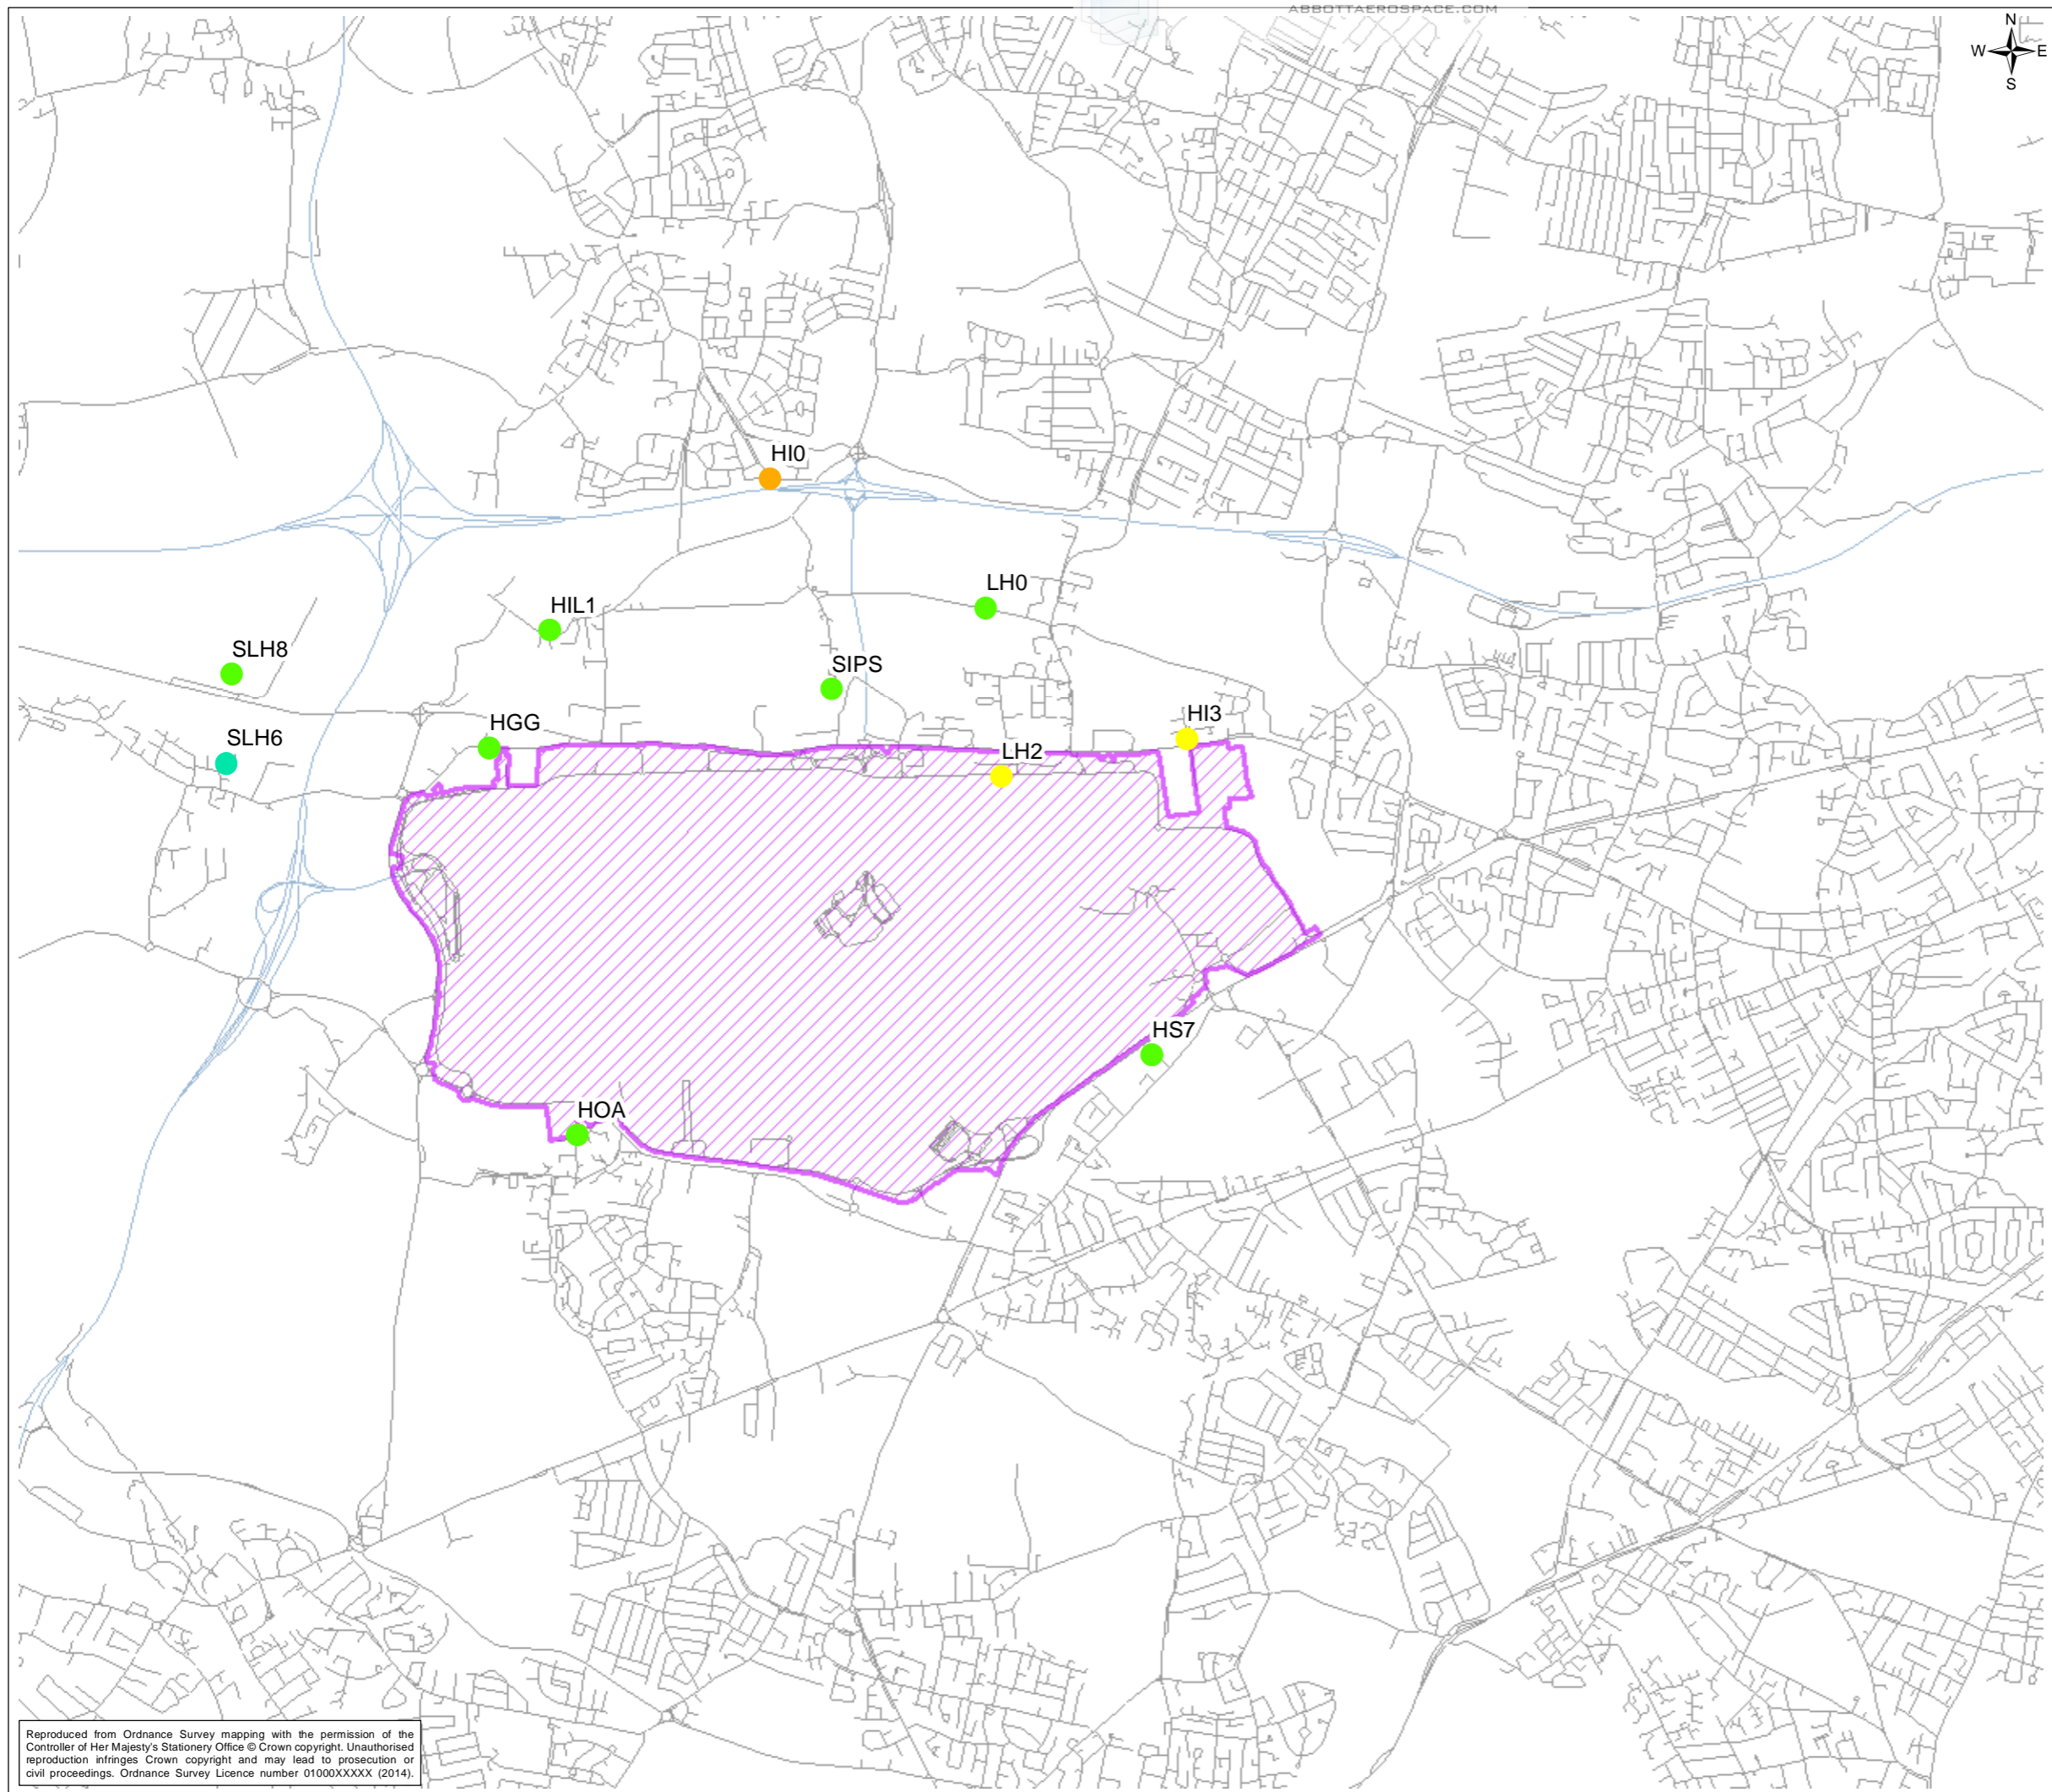 ABBOTTAEROSPACE.COM
N
W E
S
HI0
LH0
HIL1
SLH8
SIPS
HI3
HGG
SLH6
LH2
HS7
HOA
Reproduced from Ordnance Survey mapping with the permission of the
Controller of Her Majesty's Stationery Office © Crown copyright. Unauthorised
reproduction infringes Crown copyright and may lead to prosecution or
civil proceedings. Ordnance Survey Licence number 01000XXXXX (2014).